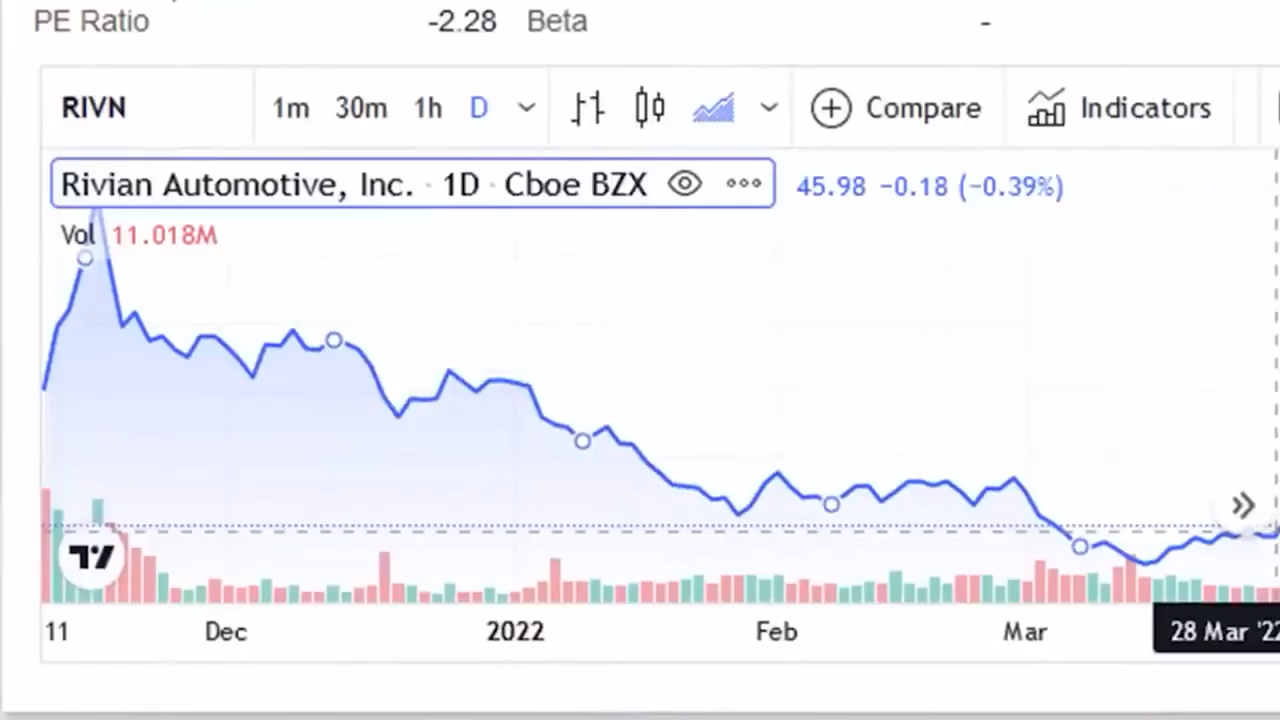 PE Ratio -2.28 Beta -
RIVN 1m 30m 1h D Compare Indicators
Rivian Automotive, Inc. · 1D · Cboe BZX 45.98 −0.18 (−0.39%)
Vol 11.018M
11 Dec 2022 Feb Mar 28 Mar '22